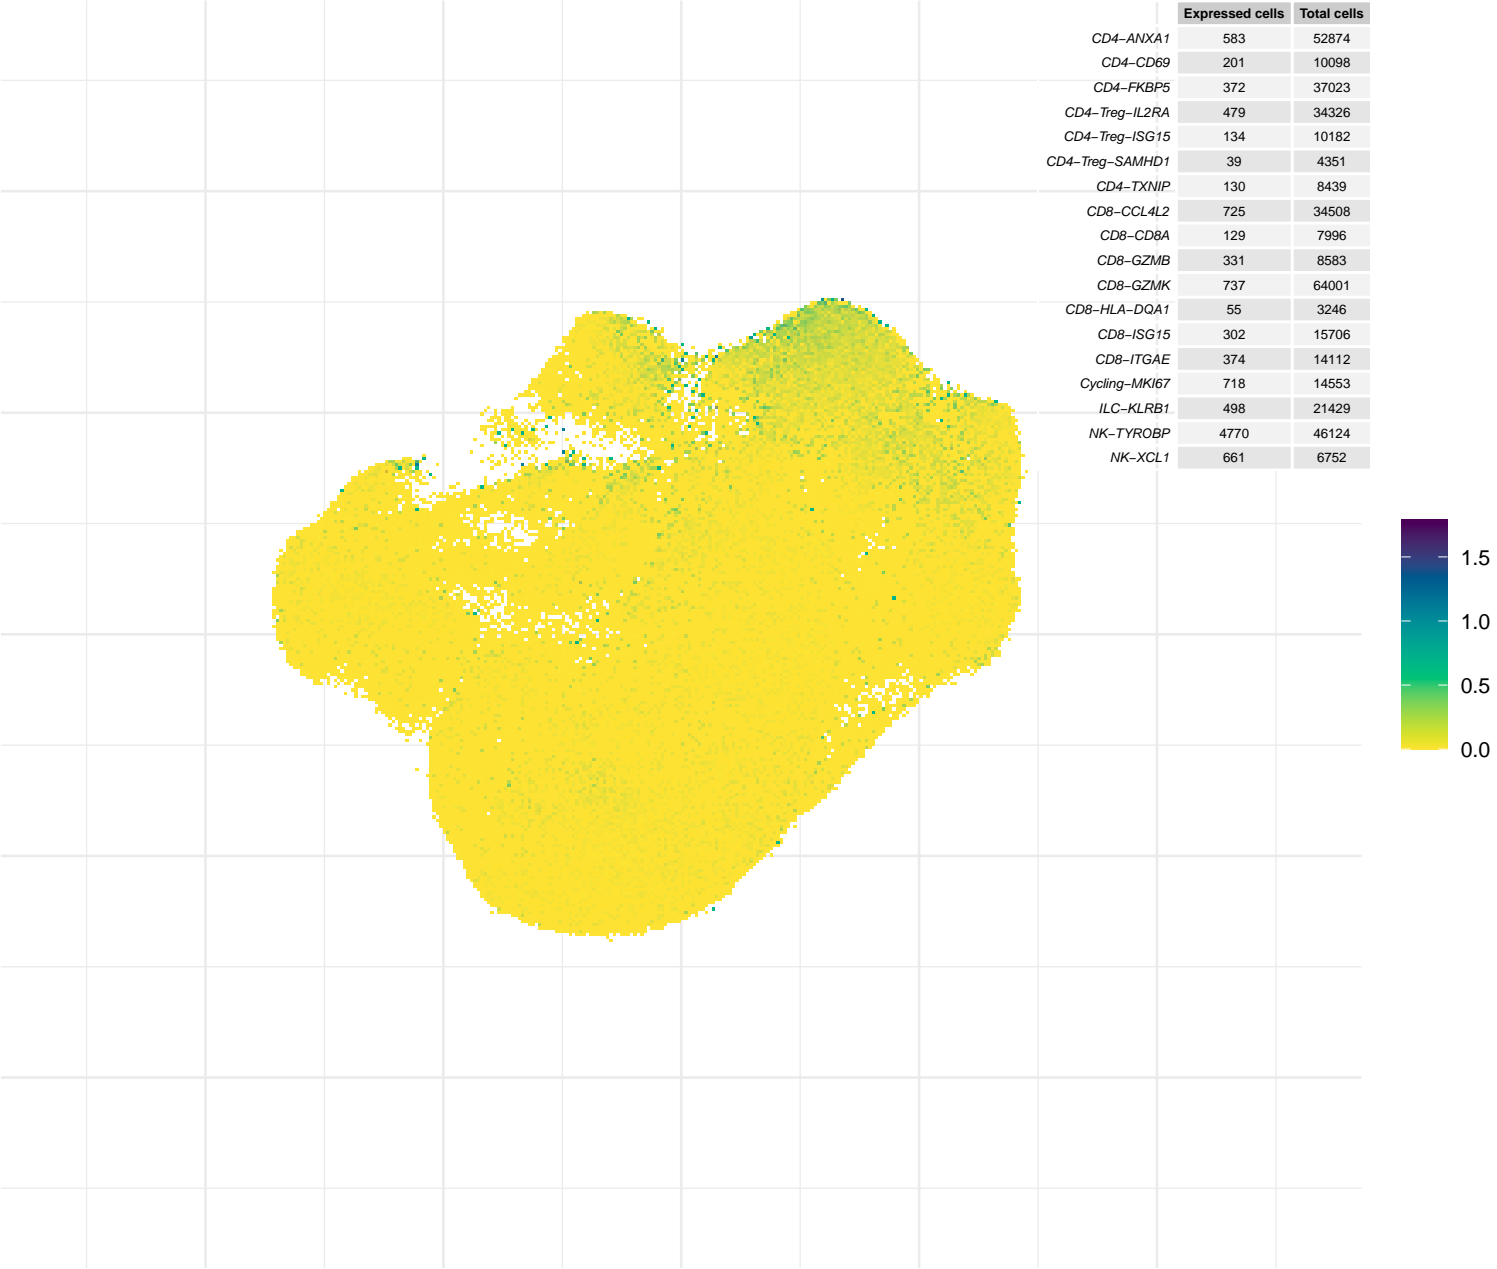 Expressed cells Total cells
CD4−ANXA1 583 52874
CD4−CD69 201 10098
CD4−FKBP5 372 37023
CD4−Treg−IL2RA 479 34326
CD4−Treg−ISG15 134 10182
CD4−Treg−SAMHD1 39 4351
CD4−TXNIP 130 8439
CD8−CCL4L2 725 34508
CD8−CD8A 129 7996
CD8−GZMB 331 8583
CD8−GZMK 737 64001
CD8−HLA−DQA1 55 3246
CD8−ISG15 302 15706
CD8−ITGAE 374 14112
Cycling−MKI67 718 14553
ILC−KLRB1 498 21429
NK−TYROBP 4770 46124
NK−XCL1 661 6752
1.5
1.0
0.5
0.0